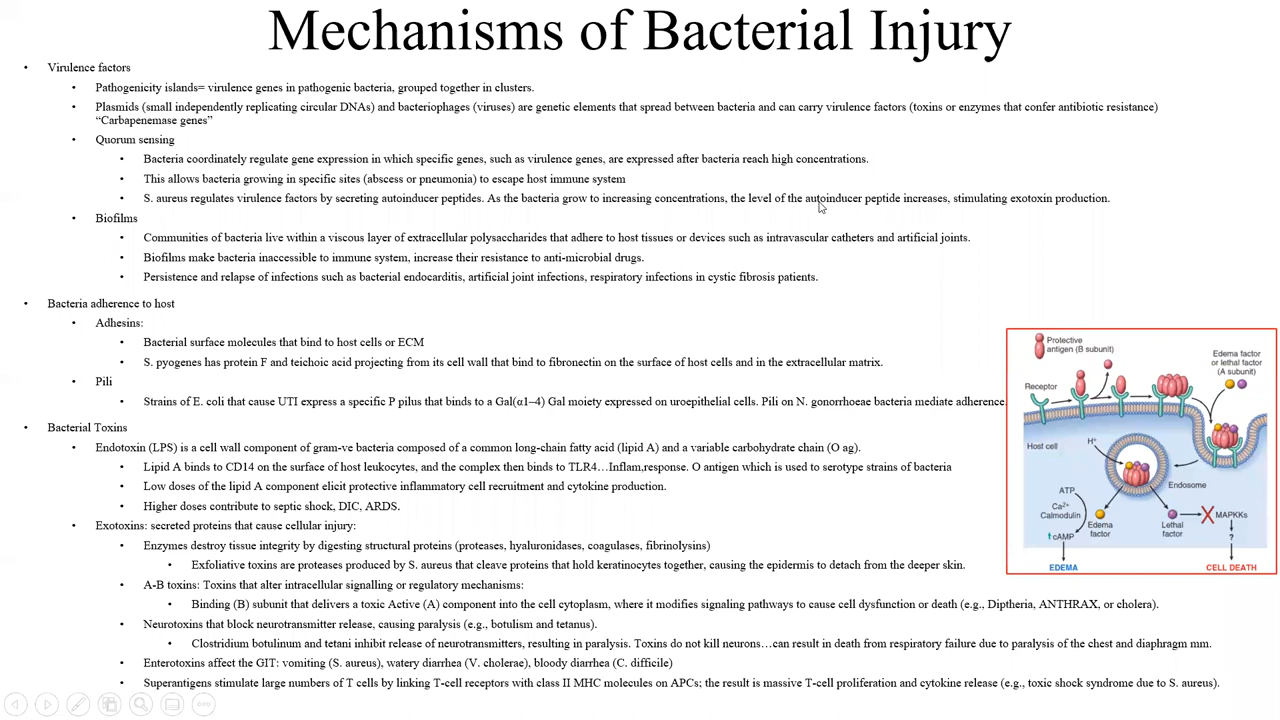 Mechanisms of Bacterial Injury
• Virulence factors
• Pathogenicity islands= virulence genes in pathogenic bacteria, grouped together in clusters.
• Plasmids (small independently replicating circular DNAs) and bacteriophages (viruses) are genetic elements that spread between bacteria and can carry virulence factors (toxins or enzymes that confer antibiotic resistance)
“Carbapenemase genes”
• Quorum sensing
• Bacteria coordinately regulate gene expression in which specific genes, such as virulence genes, are expressed after bacteria reach high concentrations.
• This allows bacteria growing in specific sites (abscess or pneumonia) to escape host immune system
• S. aureus regulates virulence factors by secreting autoinducer peptides. As the bacteria grow to increasing concentrations, the level of the autoinducer peptide increases, stimulating exotoxin production.
• Biofilms
• Communities of bacteria live within a viscous layer of extracellular polysaccharides that adhere to host tissues or devices such as intravascular catheters and artificial joints.
• Biofilms make bacteria inaccessible to immune system, increase their resistance to anti-microbial drugs.
• Persistence and relapse of infections such as bacterial endocarditis, artificial joint infections, respiratory infections in cystic fibrosis patients.
• Bacteria adherence to host
• Adhesins:
• Bacterial surface molecules that bind to host cells or ECM
• S. pyogenes has protein F and teichoic acid projecting from its cell wall that bind to fibronectin on the surface of host cells and in the extracellular matrix.
• Pili
• Strains of E. coli that cause UTI express a specific P pilus that binds to a Gal(α1–4) Gal moiety expressed on uroepithelial cells. Pili on N. gonorrhoeae bacteria mediate adherence
• Bacterial Toxins
• Endotoxin (LPS) is a cell wall component of gram-ve bacteria composed of a common long-chain fatty acid (lipid A) and a variable carbohydrate chain (O ag).
• Lipid A binds to CD14 on the surface of host leukocytes, and the complex then binds to TLR4…Inflam,response. O antigen which is used to serotype strains of bacteria
• Low doses of the lipid A component elicit protective inflammatory cell recruitment and cytokine production.
• Higher doses contribute to septic shock, DIC, ARDS.
• Exotoxins: secreted proteins that cause cellular injury:
• Enzymes destroy tissue integrity by digesting structural proteins (proteases, hyaluronidases, coagulases, fibrinolysins)
• Exfoliative toxins are proteases produced by S. aureus that cleave proteins that hold keratinocytes together, causing the epidermis to detach from the deeper skin.
• A-B toxins: Toxins that alter intracellular signalling or regulatory mechanisms:
• Binding (B) subunit that delivers a toxic Active (A) component into the cell cytoplasm, where it modifies signaling pathways to cause cell dysfunction or death (e.g., Diptheria, ANTHRAX, or cholera).
• Neurotoxins that block neurotransmitter release, causing paralysis (e.g., botulism and tetanus).
• Clostridium botulinum and tetani inhibit release of neurotransmitters, resulting in paralysis. Toxins do not kill neurons…can result in death from respiratory failure due to paralysis of the chest and diaphragm mm.
• Enterotoxins affect the GIT: vomiting (S. aureus), watery diarrhea (V. cholerae), bloody diarrhea (C. difficile)
• Superantigens stimulate large numbers of T cells by linking T-cell receptors with class II MHC molecules on APCs; the result is massive T-cell proliferation and cytokine release (e.g., toxic shock syndrome due to S. aureus).
Protective
antigen (B subunit)
Edema factor
or lethal factor
(A subunit)
Receptor
Host cell
H⁺
Endosome
ATP
Ca²⁺
Calmodulin
↑cAMP
Edema
factor
Lethal
factor
MAPKKs
?
EDEMA
CELL DEATH